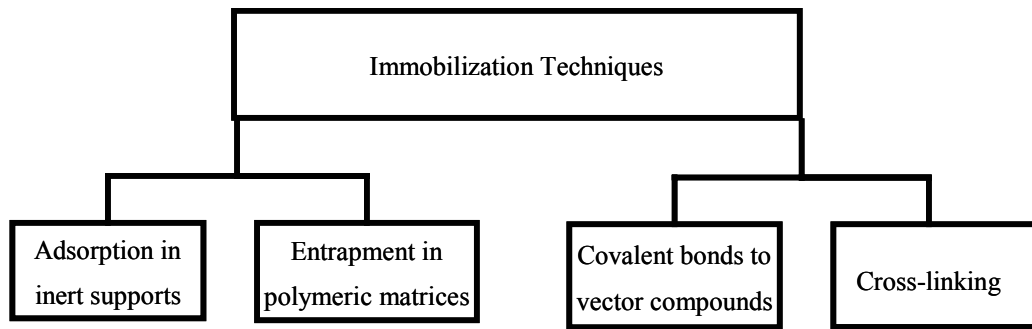 Immobilization Techniques
Adsorption in
inert supports
Entrapment in
polymeric matrices
Covalent bonds to
vector compounds
Cross-linking